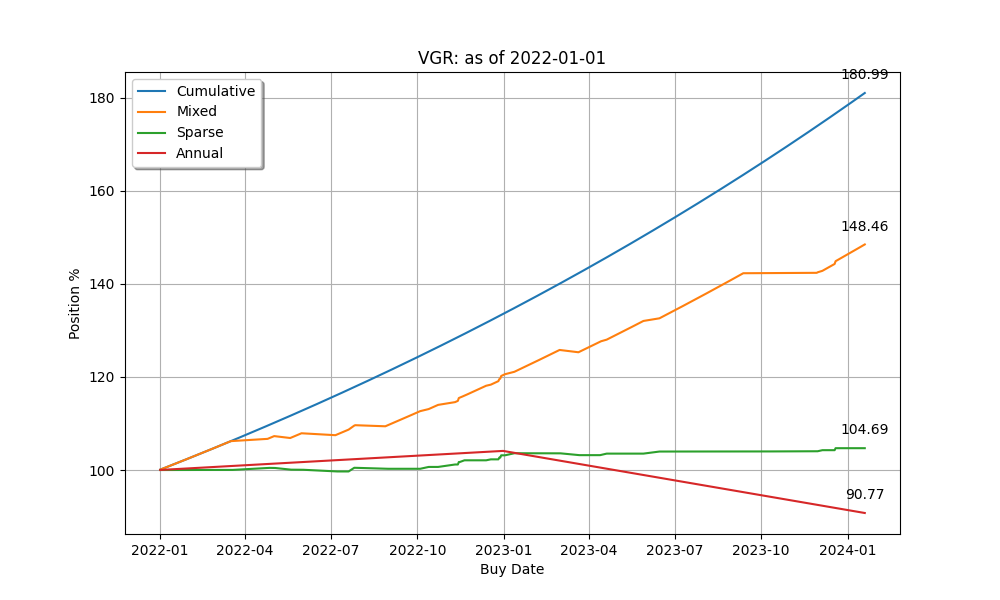 VGR: as of 2022-01-01
Cumulative
Mixed
Sparse
Annual
180.99
148.46
104.69
90.77
Position %
180
160
140
120
100
2022-01 2022-04 2022-07 2022-10 2023-01 2023-04 2023-07 2023-10 2024-01
Buy Date